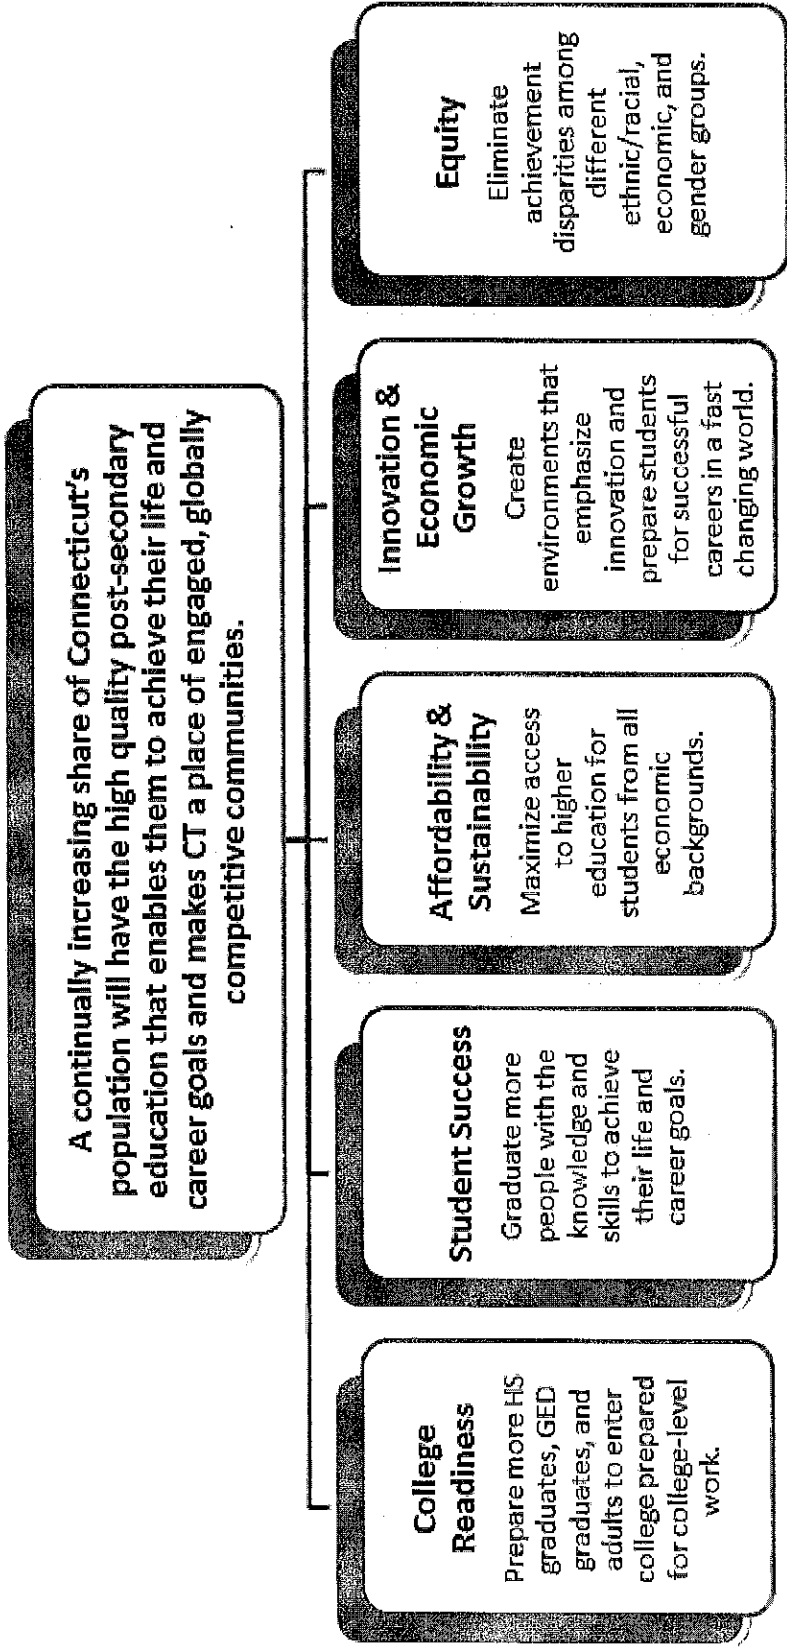 A continually increasing share of Connecticut's
population will have the high quality post-secondary
education that enables them to achieve their life and
career goals and makes CT a place of engaged, globally
competitive communities.
College
Readiness
Prepare more HS
graduates, GED
graduates, and
adults to enter
college prepared
for college-level
work.
Student Success
Graduate more
people with the
knowledge and
skills to achieve
their life and
career goals.
Affordability &
Sustainability
Maximize access
to higher
education for
students from all
economic
backgrounds.
Innovation &
Economic
Growth
Create
environments that
emphasize
innovation and
prepare students
for successful
careers in a fast
changing world.
Equity
Eliminate
achievement
disparities among
different
ethnic/racial,
economic, and
gender groups.